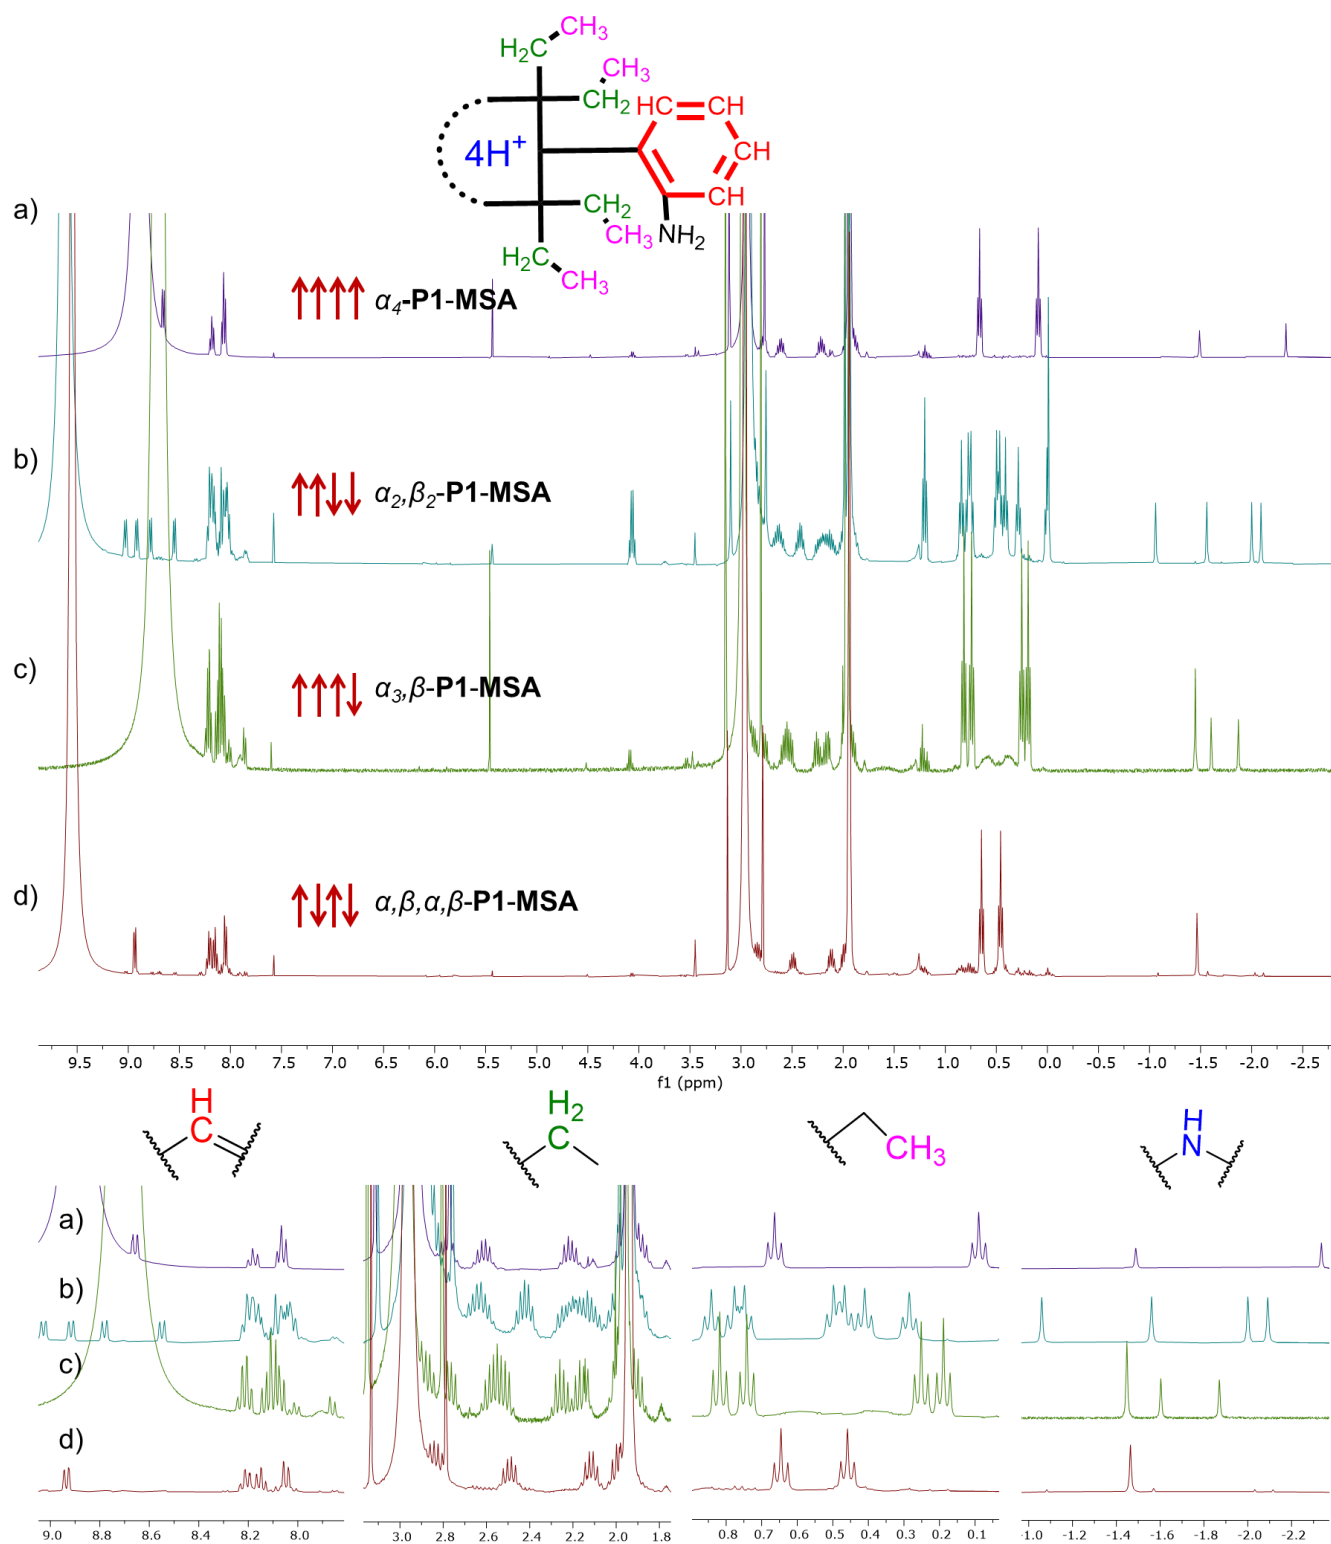 CH3
H2C
CH3
CH2
HC
CH
4H+
CH
CH2
CH
CH3
NH2
H2C
CH3
a)
↑↑↑↑ α4-P1-MSA
b)
↑↑↓↓ α2,β2-P1-MSA
c)
↑↑↑↓ α3,β-P1-MSA
d)
↑↓↑↓ α,β,α,β-P1-MSA
9.5 9.0 8.5 8.0 7.5 7.0 6.5 6.0 5.5 5.0 4.5 4.0 3.5 3.0 2.5 2.0 1.5 1.0 0.5 0.0 -0.5 -1.0 -1.5 -2.0 -2.5
f1 (ppm)
H
C
H2
C
CH3
H
N
a)
b)
c)
d)
9.0 8.8 8.6 8.4 8.2 8.0
3.0 2.8 2.6 2.4 2.2 2.0 1.8
0.8 0.7 0.6 0.5 0.4 0.3 0.2 0.1
-1.0 -1.2 -1.4 -1.6 -1.8 -2.0 -2.2